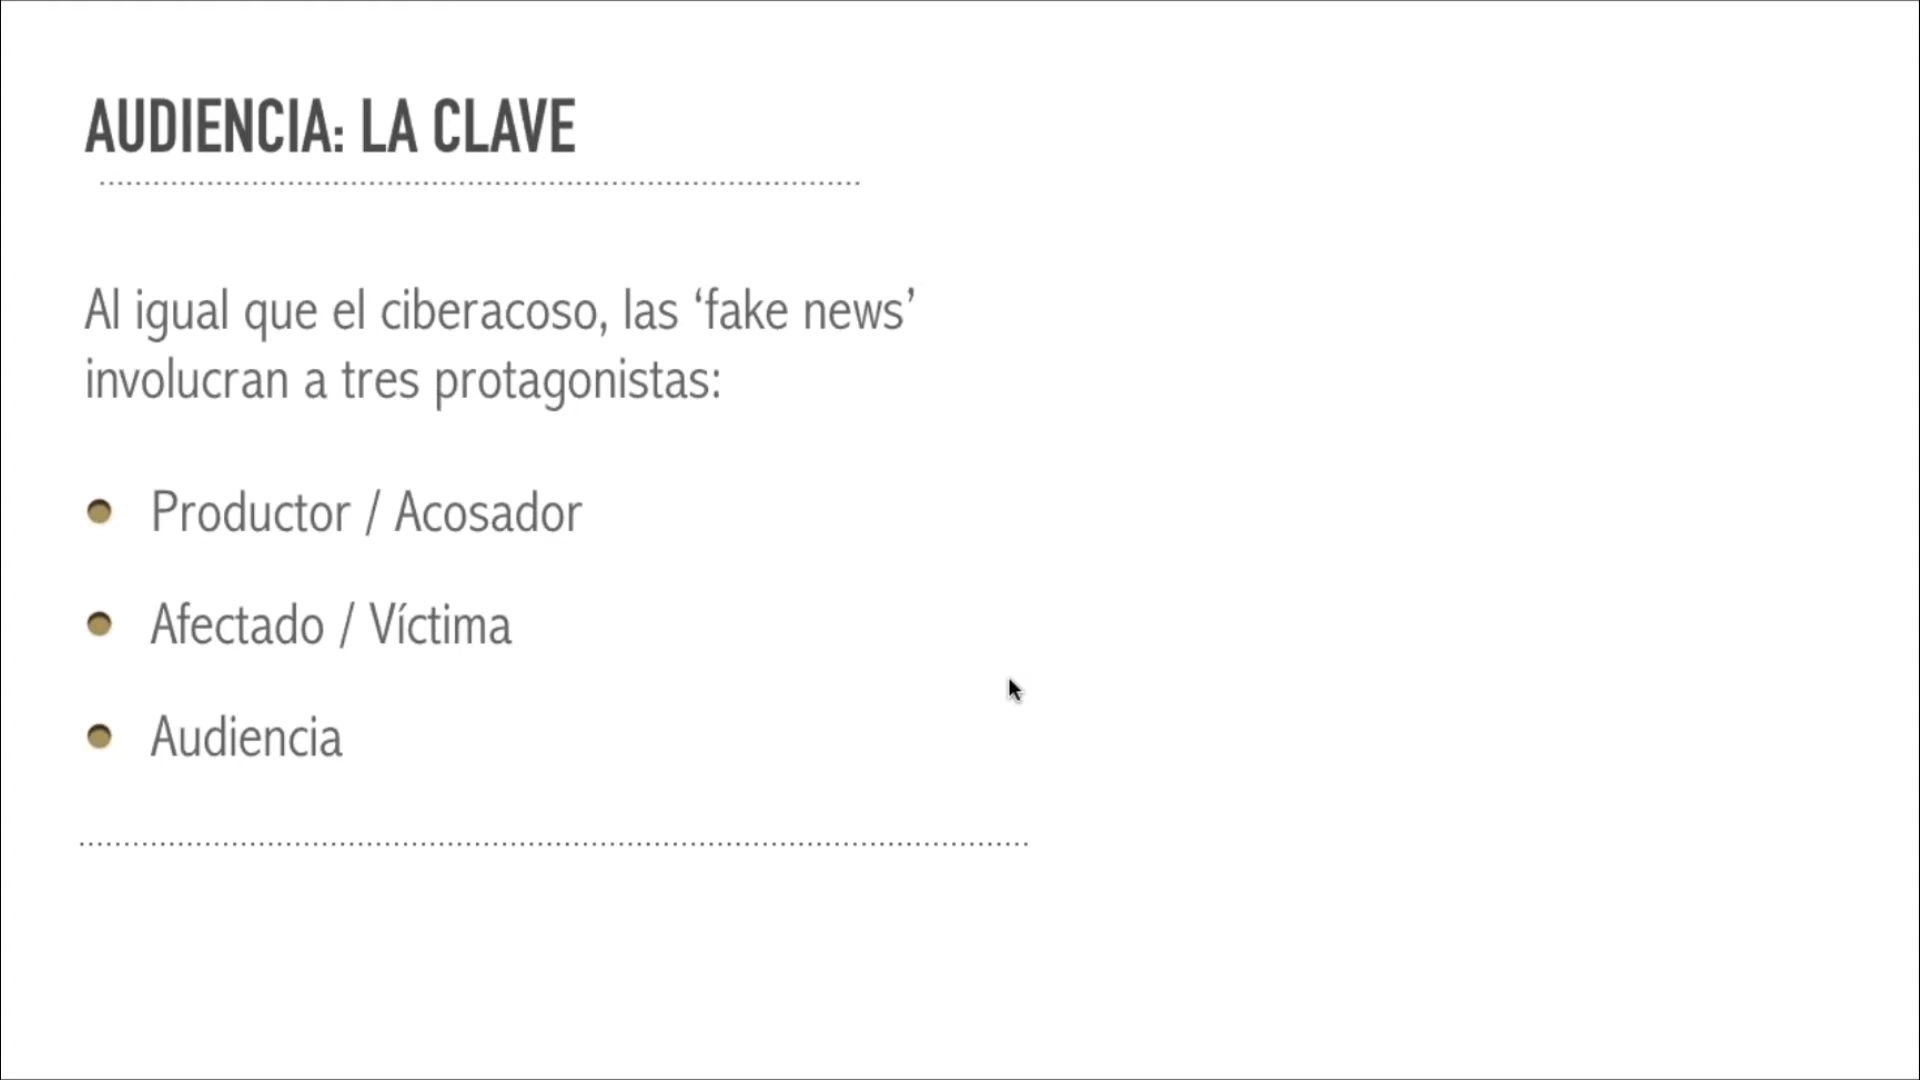 AUDIENCIA: LA CLAVE
Al igual que el ciberacoso, las ‘fake news’
involucran a tres protagonistas:
Productor / Acosador
Afectado / Víctima
Audiencia